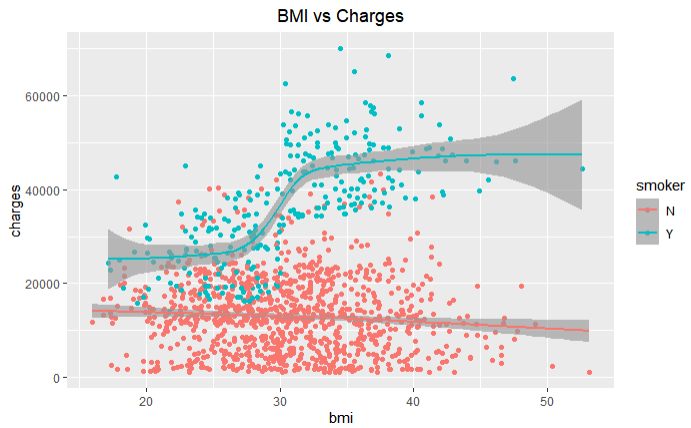 BMI vs Charges
60000
40000
20000
0
charges
20
30
40
50
bmi
smoker
N
Y